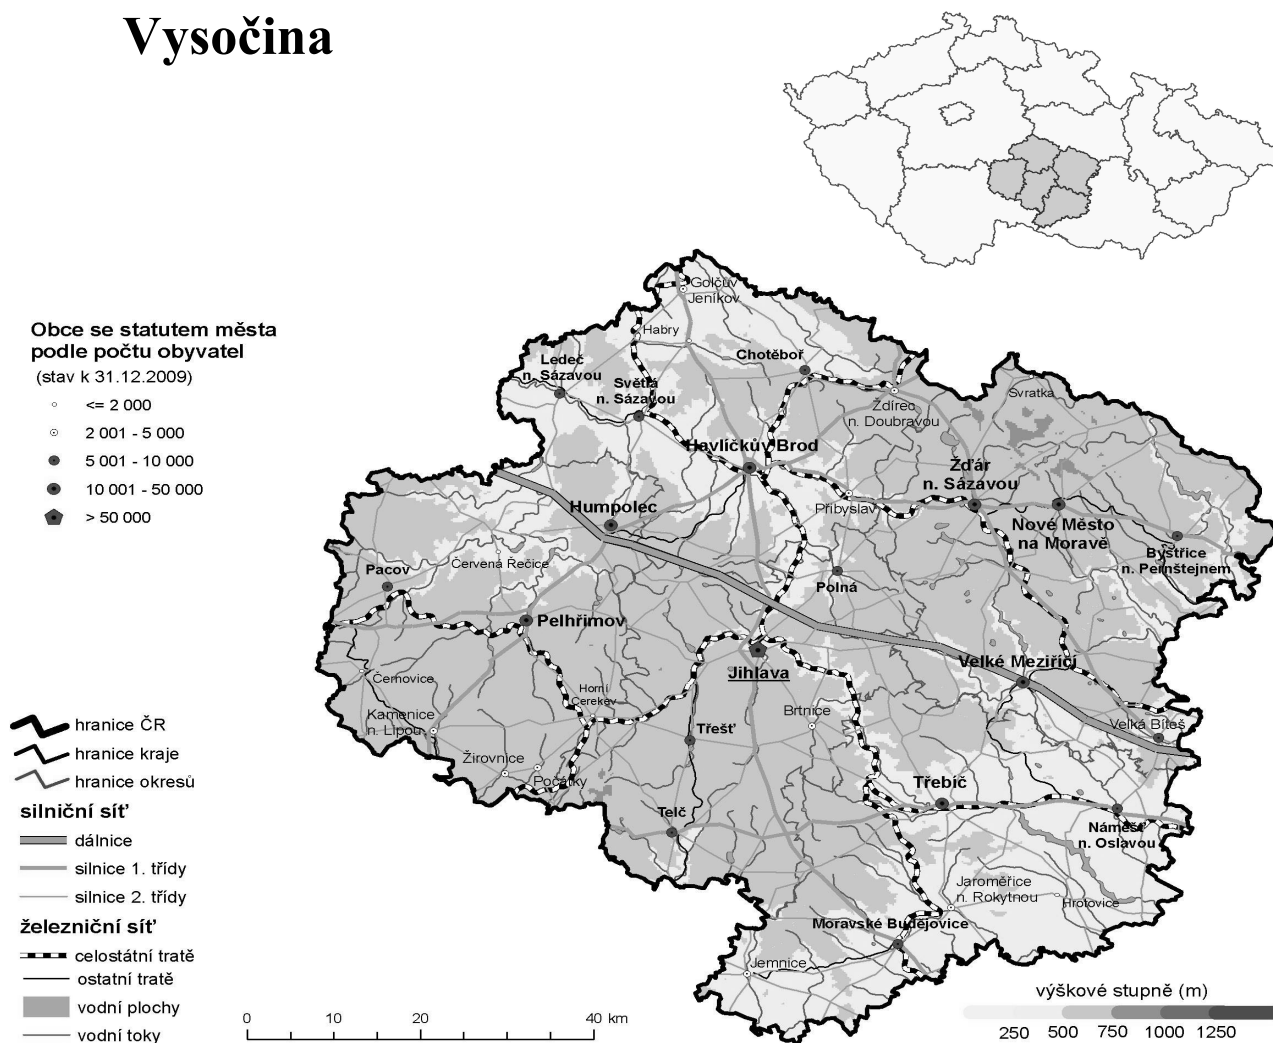 Vysočina
Obce se statutem města
podle počtu obyvatel
(stav k 31.12.2009)
<= 2 000
2 001 - 5 000
5 001 - 10 000
10 001 - 50 000
> 50 000
hranice ČR
hranice kraje
hranice okresů
silniční síť
dálnice
silnice 1. třídy
silnice 2. třídy
železniční síť
celostátní tratě
ostatní tratě
vodní plochy
vodní toky
Golčův
Jeníkov
Habry
Chotěboř
Ledeč
n. Sázavou
Světlá
n. Sázavou
Svratka
Ždírec
n. Doubravou
Havlíčkův Brod
Žďár
n. Sázavou
Humpolec
Přibyslav
Nové Město
na Moravě
Bystřice
n. Pernštejnem
Červená Řečice
Pacov
Polná
Pelhřimov
Velké Meziříčí
Jihlava
Černovice
Horní
Cerekev
Kamenice
n. Lipou
Brtnice
Velká Bíteš
Třešť
Žirovnice
Počátky
Třebíč
Telč
Náměšť
n. Oslavou
Jaroměřice
n. Rokytnou
Hrotovice
Moravské Budějovice
Jemnice
0 10 20 40 km
výškové stupně (m)
250 500 750 1000 1250